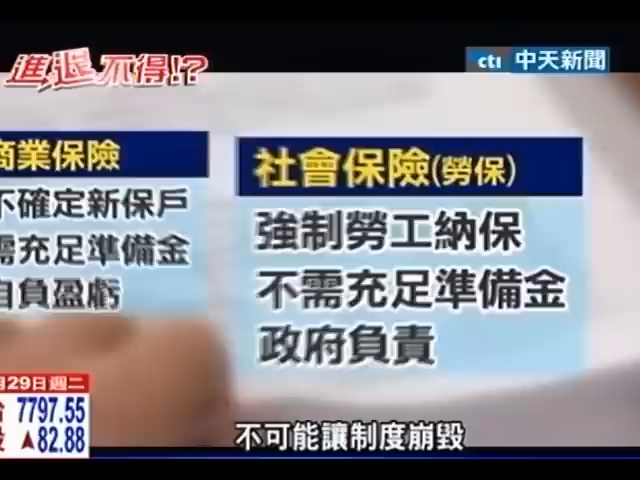 進退不得!?
cti 中天新聞
商業保險
不確定新保戶
需充足準備金
自負盈虧
社會保險(勞保)
強制勞工納保
不需充足準備金
政府負責
月29日週二
7797.55
▲82.88
不可能讓制度崩毀